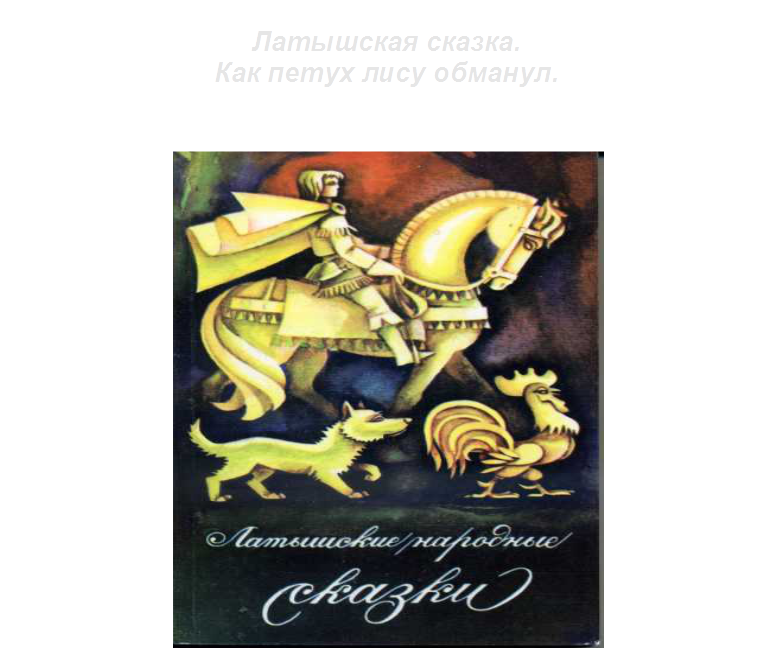 Латышская сказка.
Как петух лису обманул.
Латышские народные
сказки